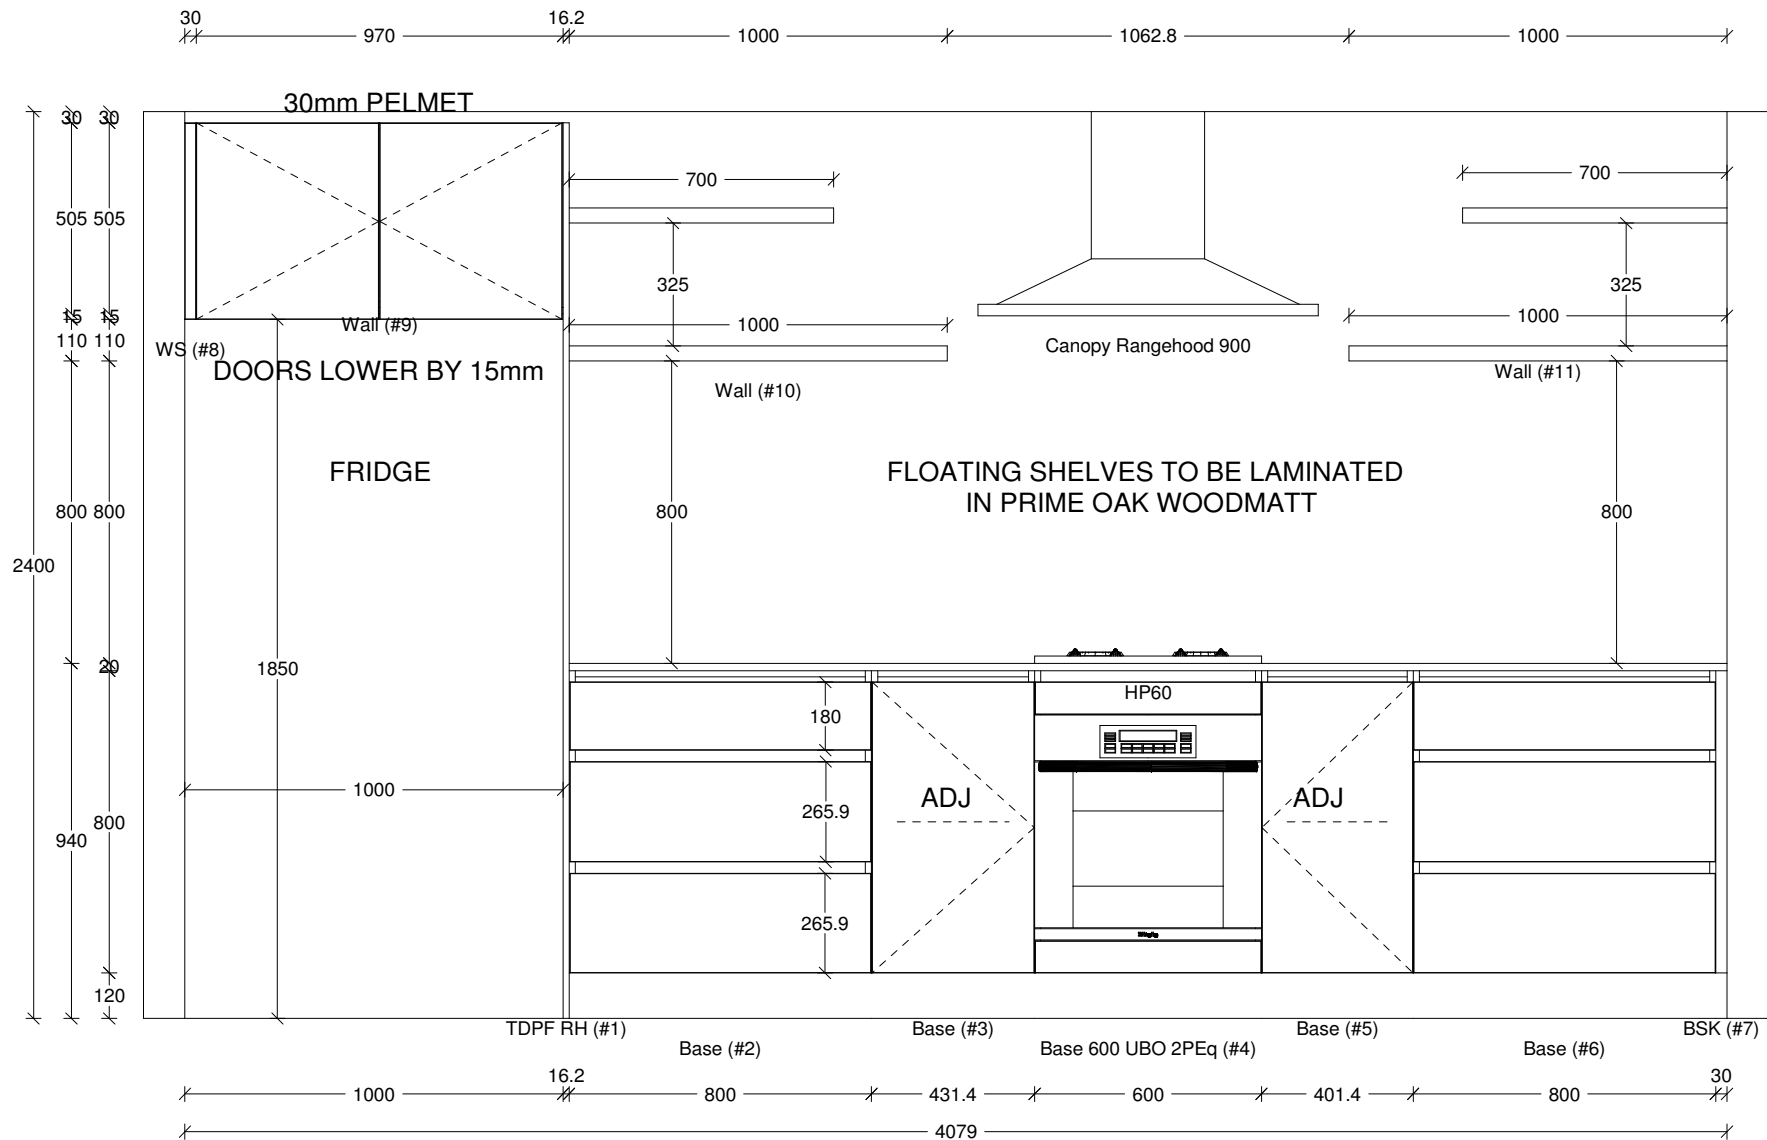 30
16.2
970
1000
1062.8
1000
30mm PELMET
30
30
700
700
505
505
325
325
15
15
Wall (#9)
1000
1000
110
110
WS (#8)
Canopy Rangehood 900
DOORS LOWER BY 15mm
Wall (#10)
Wall (#11)
FRIDGE
FLOATING SHELVES TO BE LAMINATED
IN PRIME OAK WOODMATT
800
800
800
800
2400
20
1850
HP60
180
1000
ADJ
ADJ
265.9
800
940
265.9
120
TDPF RH (#1)
Base (#3)
Base (#5)
BSK (#7)
Base (#2)
Base 600 UBO 2PEq (#4)
Base (#6)
16.2
30
1000
800
431.4
600
401.4
800
4079